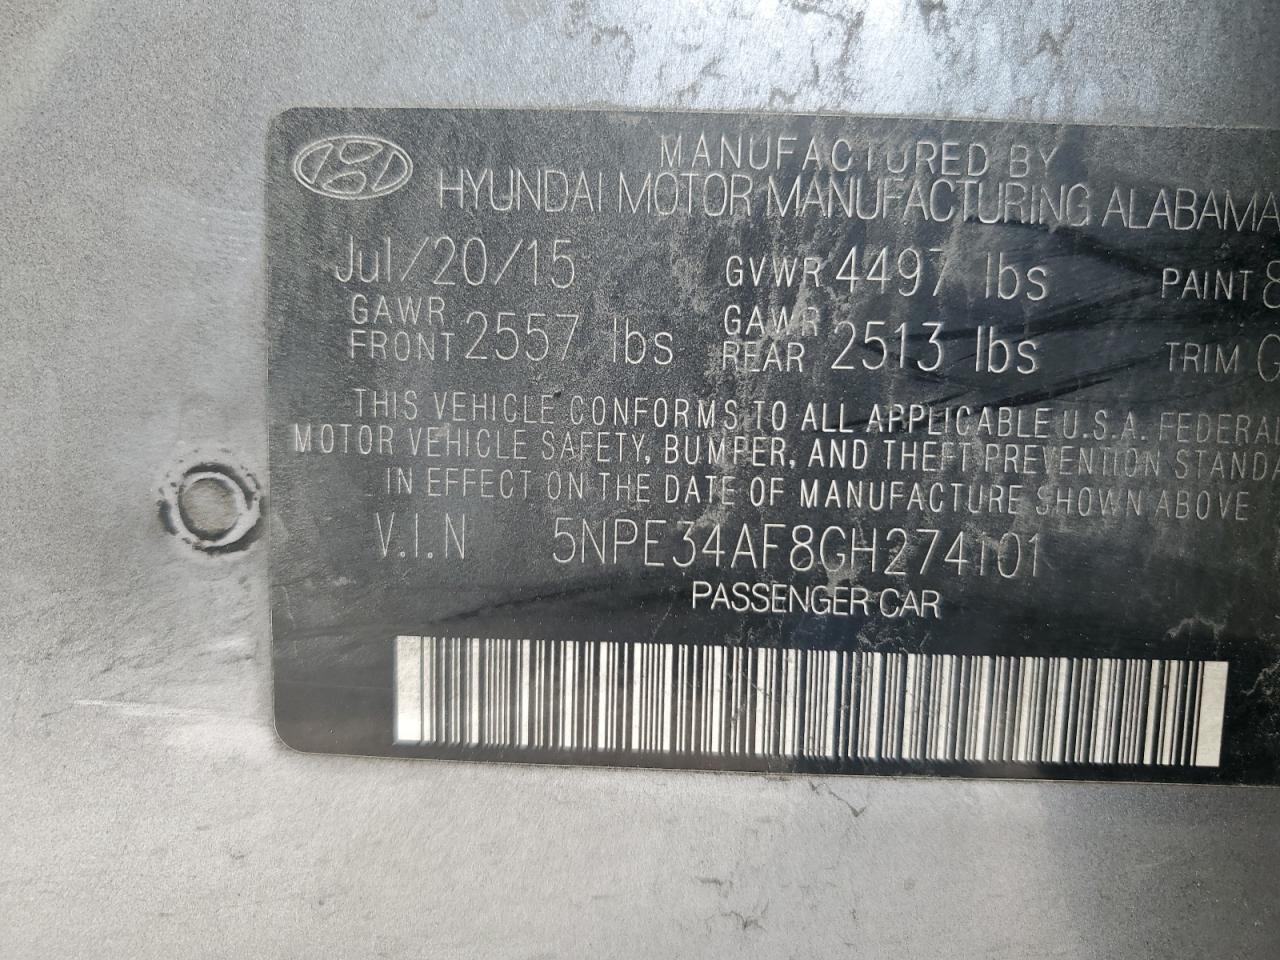 MANUFACTURED BY
HYUNDAI MOTOR MANUFACTURING ALABAMA
Jul/20/15 GVWR 4497 lbs PAINT 8
GAWR FRONT 2557 lbs GAWR REAR 2513 lbs TRIM
THIS VEHICLE CONFORMS TO ALL APPLICABLE U.S.A. FEDERAL
MOTOR VEHICLE SAFETY, BUMPER, AND THEFT PREVENTION STANDA
IN EFFECT ON THE DATE OF MANUFACTURE SHOWN ABOVE
V.I.N 5NPE34AF8GH274101
PASSENGER CAR